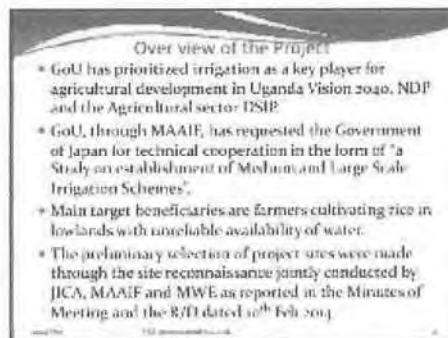 Over view of the Project
• GoU has prioritized irrigation as a key player for
agricultural development in Uganda Vision 2040, NDP
and the Agricultural sector DSIP.
• GoU, through MAAIF, has requested the Government
of Japan for technical cooperation in the form of "a
Study on establishment of Medium and Large Scale
Irrigation Schemes".
• Main target beneficiaries are farmers cultivating rice in
lowlands with unreliable availability of water.
• The preliminary selection of project sites were made
through the site reconnaissance jointly conducted by
JICA, MAAIF and MWE as reported in the Minutes of
Meeting and the R/D dated 10th Feb 2014